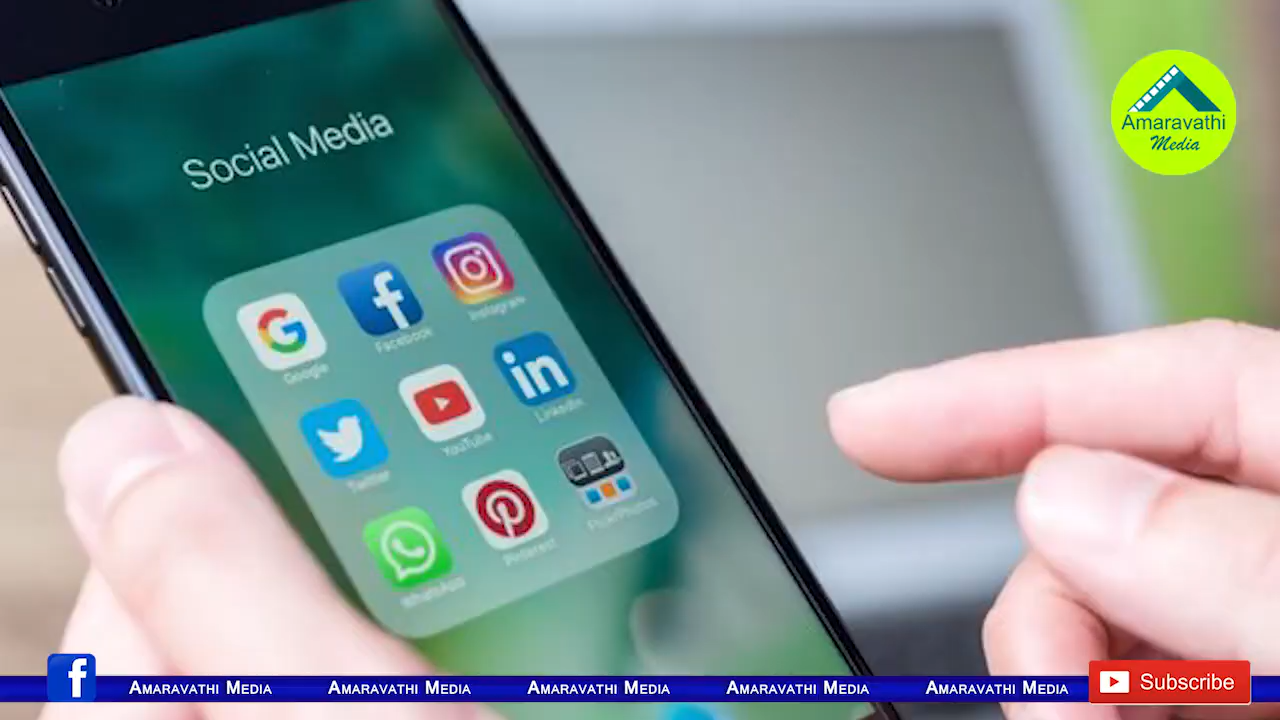 Social Media
Google
Facebook
Instagram
Twitter
YouTube
LinkedIn
WhatsApp
Pinterest
Amaravathi
Media
Amaravathi Media Amaravathi Media Amaravathi Media Amaravathi Media Amaravathi Media
Subscribe